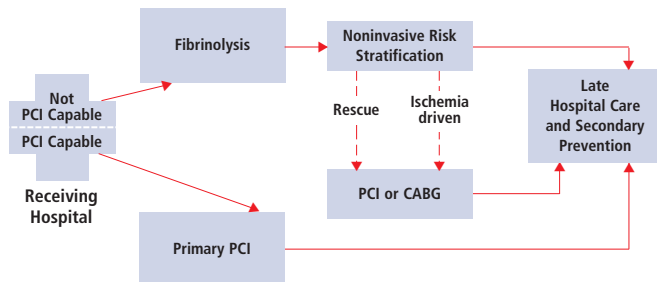 Not
PCI Capable
PCI Capable
Receiving
Hospital
Fibrinolysis
Noninvasive Risk
Stratification
Rescue
Ischemia
driven
PCI or CABG
Primary PCI
Late
Hospital Care
and Secondary
Prevention